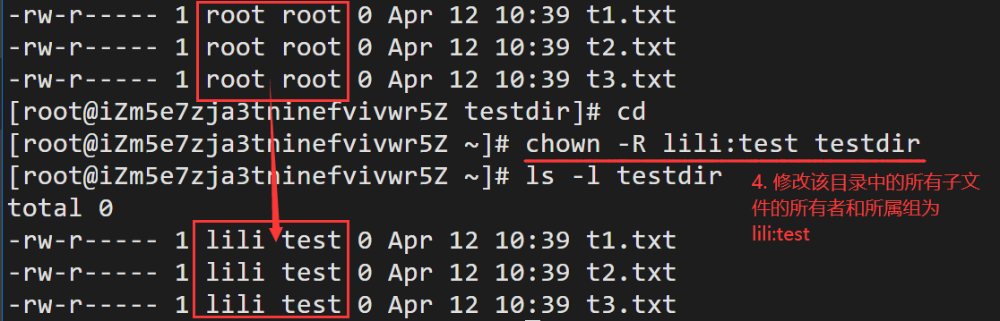 -rw-r----- 1 root root 0 Apr 12 10:39 t1.txt
-rw-r----- 1 root root 0 Apr 12 10:39 t2.txt
-rw-r----- 1 root root 0 Apr 12 10:39 t3.txt
[root@iZm5e7zja3tninefvivwr5Z testdir]# cd
[root@iZm5e7zja3tninefvivwr5Z ~]# chown -R lili:test testdir
[root@iZm5e7zja3tninefvivwr5Z ~]# ls -l testdir
4. 修改该目录中的所有子文
件的所有者和所属组为
lili:test
total 0
-rw-r----- 1 lili test 0 Apr 12 10:39 t1.txt
-rw-r----- 1 lili test 0 Apr 12 10:39 t2.txt
-rw-r----- 1 lili test 0 Apr 12 10:39 t3.txt